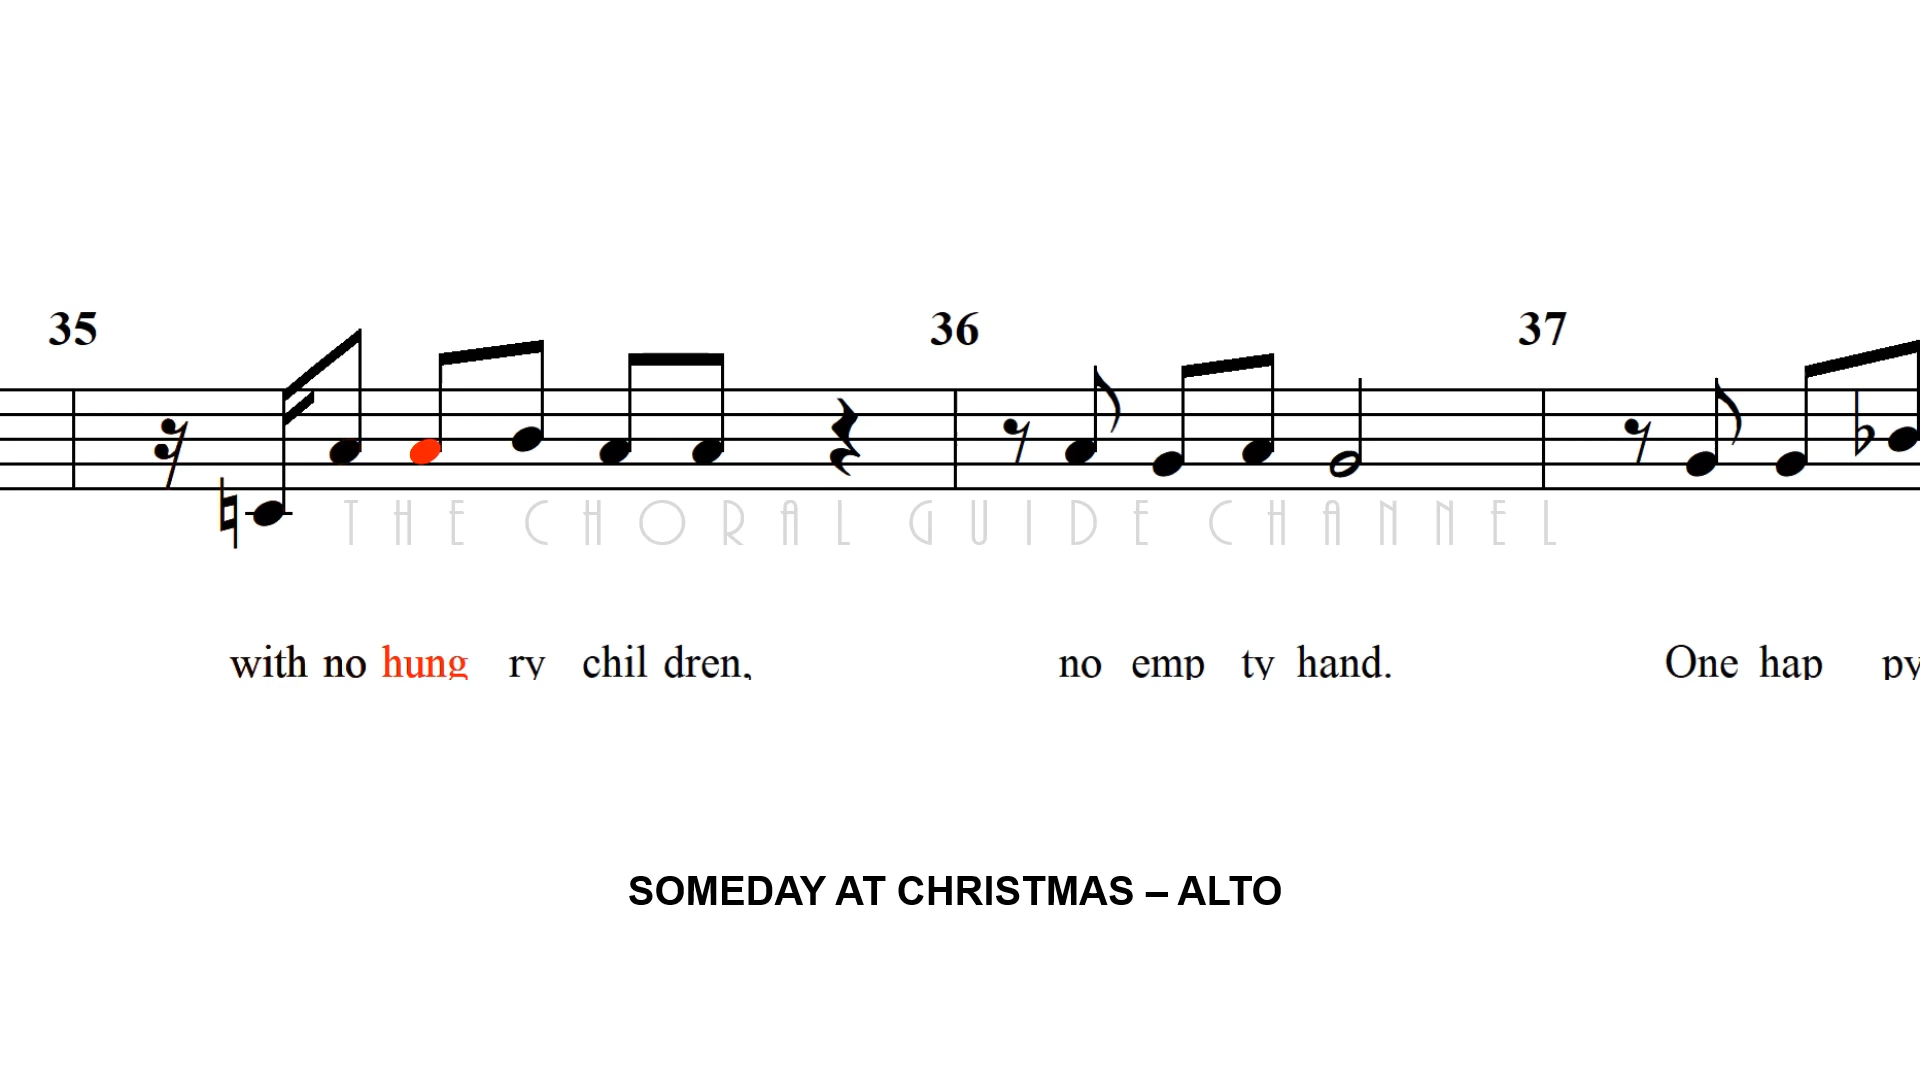 35 36 37
THE CHORAL GUIDE CHANNEL
with no hung ry chil dren, no emp ty hand. One hap py
SOMEDAY AT CHRISTMAS – ALTO